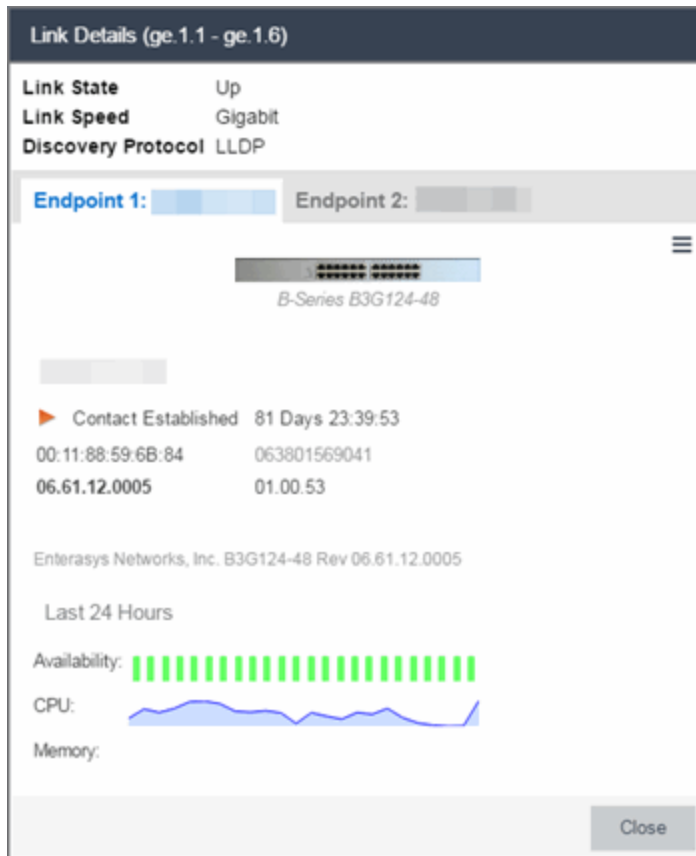 Link Details (ge.1.1 - ge.1.6)
Link State Up
Link Speed Gigabit
Discovery Protocol LLDP
Endpoint 1: Endpoint 2:
B-Series B3G124-48
Contact Established 81 Days 23:39:53
00:11:88:59:6B:84 063801569041
06.61.12.0005 01.00.53
Enterasys Networks, Inc. B3G124-48 Rev 06.61.12.0005
Last 24 Hours
Availability:
CPU:
Memory:
Close